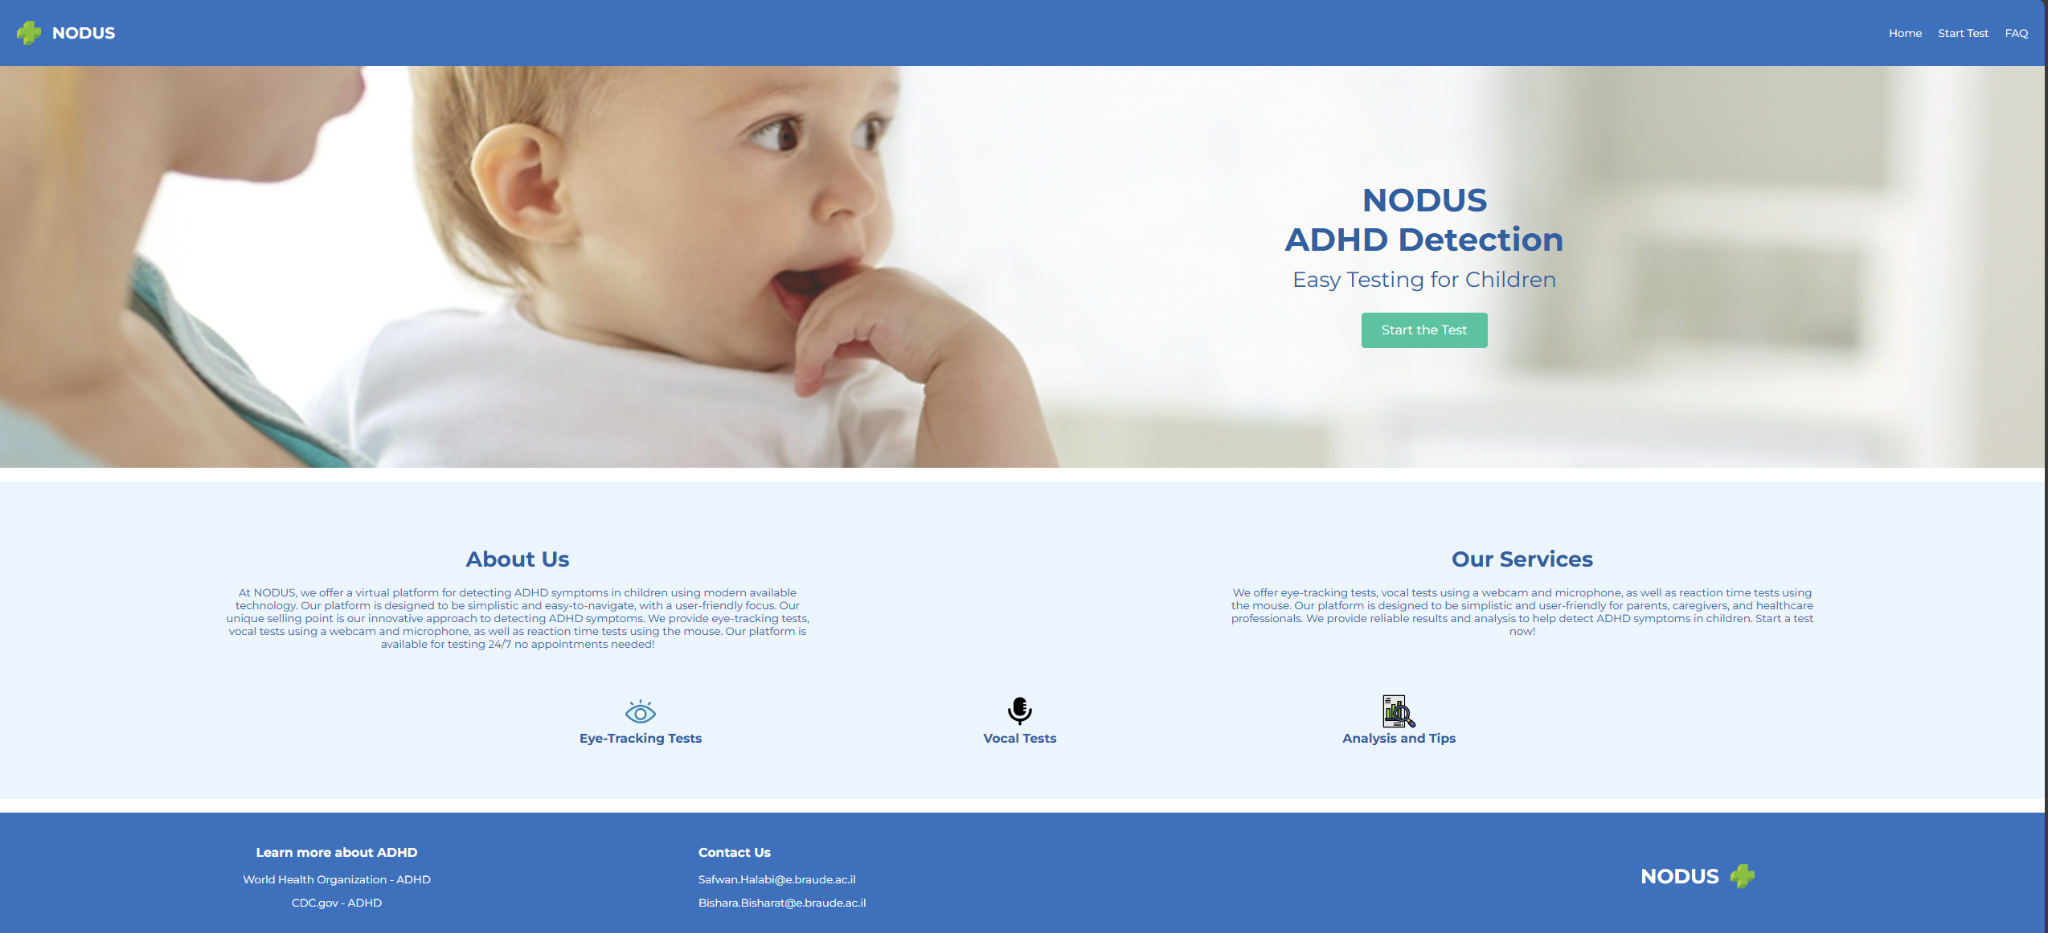 NODUS
Home
Start Test
FAQ
NODUS
ADHD Detection
Easy Testing for Children
Start the Test
About Us
At NODUS, we offer a virtual platform for detecting ADHD symptoms in children using modern available
technology. Our platform is designed to be simplistic and easy-to-navigate, with a user-friendly focus. Our
unique selling point is our innovative approach to detecting ADHD symptoms. We provide eye-tracking tests,
vocal tests using a webcam and microphone, as well as reaction time tests using the mouse. Our platform is
available for testing 24/7 no appointments needed!
Our Services
We offer eye-tracking tests, vocal tests using a webcam and microphone, as well as reaction time tests using
the mouse. Our platform is designed to be simplistic and user-friendly for parents, caregivers, and healthcare
professionals. We provide reliable results and analysis to help detect ADHD symptoms in children. Start a test
now!
Eye-Tracking Tests
Vocal Tests
Analysis and Tips
Learn more about ADHD
World Health Organization - ADHD
CDC.gov - ADHD
Contact Us
Safwan.Halabi@e.braude.ac.il
Bishara.Bisharat@e.braude.ac.il
NODUS